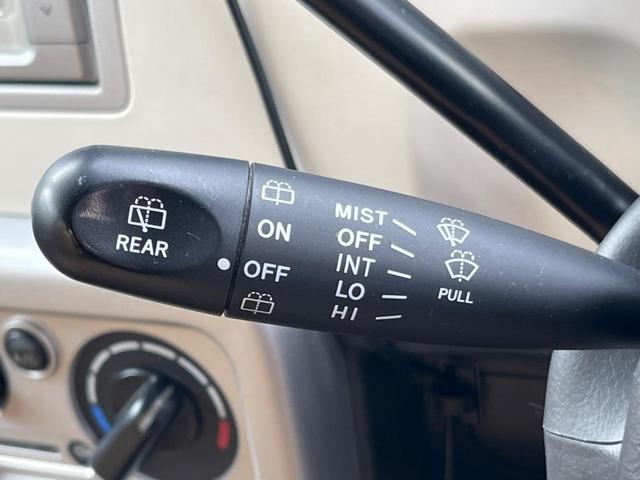 REAR
ON
OFF
MIST
OFF
INT
LO
HI
PULL
A/C